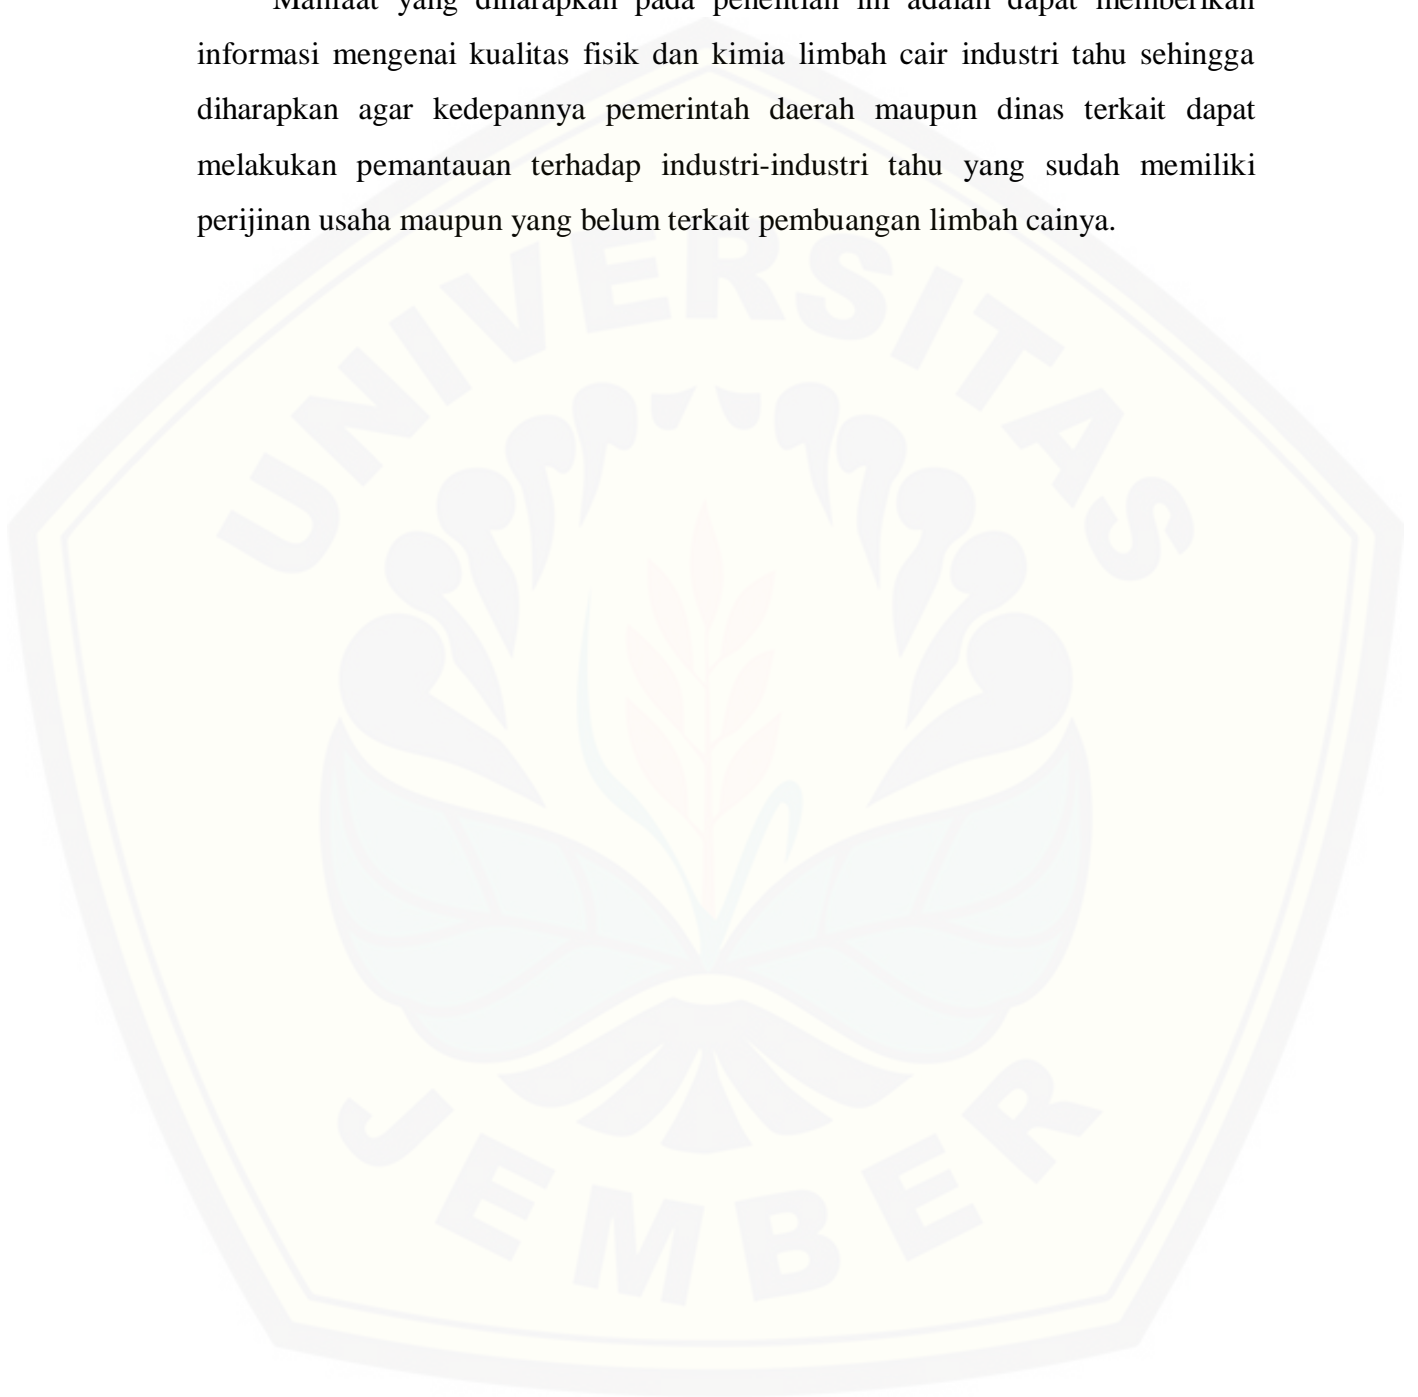 Manfaat yang diharapkan pada penelitian ini adalah dapat memberikan
informasi mengenai kualitas fisik dan kimia limbah cair industri tahu sehingga
diharapkan agar kedepannya pemerintah daerah maupun dinas terkait dapat
melakukan pemantauan terhadap industri-industri tahu yang sudah memiliki
perijinan usaha maupun yang belum terkait pembuangan limbah cainya.
UNIVERSITAS
JEMBER